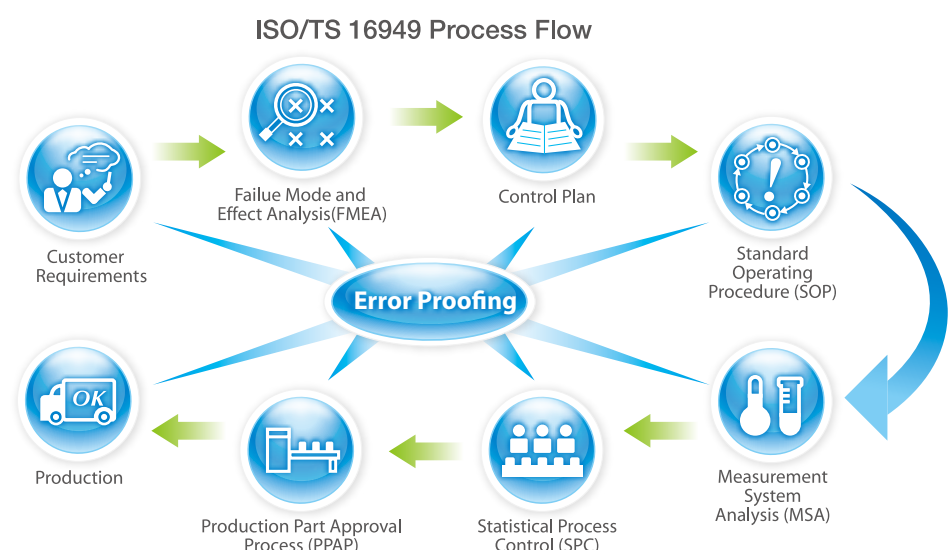 ISO/TS 16949 Process Flow
Failue Mode and
Effect Analysis(FMEA)
Control Plan
Customer
Requirements
Standard
Operating
Procedure (SOP)
Error Proofing
OK
Production
Measurement
System
Analysis (MSA)
Production Part Approval
Process (PPAP)
Statistical Process
Control (SPC)